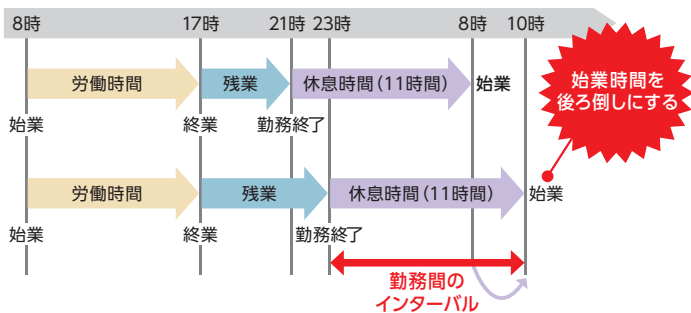 8時 17時 21時 23時 8時 10時
労働時間 残業 休息時間(11時間) 始業
始業 終業 勤務終了
始業時間を
後ろ倒しにする
労働時間 残業 休息時間(11時間) 始業
始業 終業 勤務終了
勤務間の
インターバル